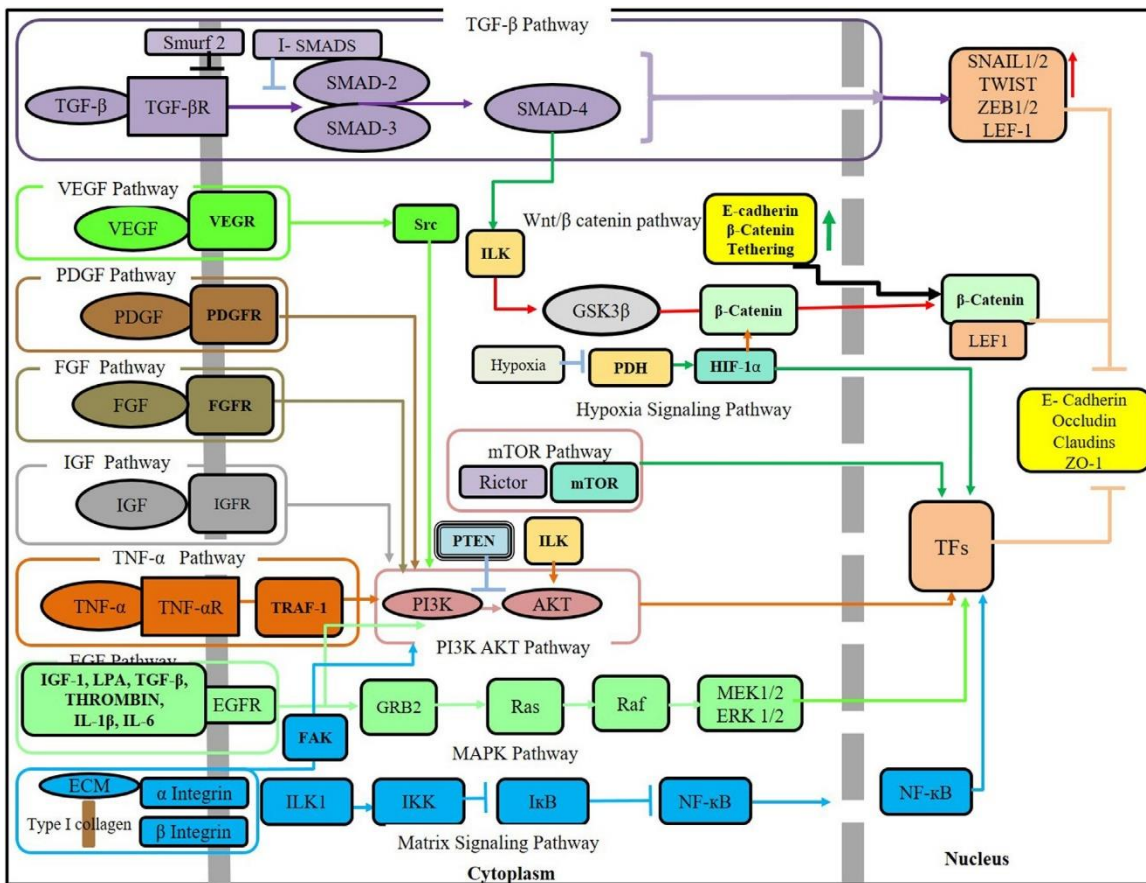 TGF-β Pathway
Smurf 2
I- SMADS
TGF-β
TGF-βR
SMAD-2
SMAD-3
SMAD-4
SNAIL1/2
TWIST
ZEB1/2
LEF-1
VEGF Pathway
VEGF
VEGR
Src
ILK
Wnt/β catenin pathway
E-cadherin
β-Catenin
Tethering
PDGF Pathway
PDGF
PDGFR
GSK3β
β-Catenin
β-Catenin
LEF1
Hypoxia
PDH
HIF-1α
Hypoxia Signaling Pathway
FGF Pathway
FGF
FGFR
E- Cadherin
Occludin
Claudins
ZO-1
mTOR Pathway
Rictor
mTOR
IGF Pathway
IGF
IGFR
PTEN
ILK
TFs
TNF-α Pathway
TNF-α
TNF-αR
TRAF-1
PI3K
AKT
PI3K AKT Pathway
EGF Pathway
IGF-1, LPA, TGF-β,
THROMBIN,
IL-1β, IL-6
EGFR
GRB2
Ras
Raf
MEK1/2
ERK 1/2
FAK
MAPK Pathway
ECM
α Integrin
Type I collagen
β Integrin
ILK1
IKK
IκB
NF-κB
NF-κB
Matrix Signaling Pathway
Cytoplasm
Nucleus